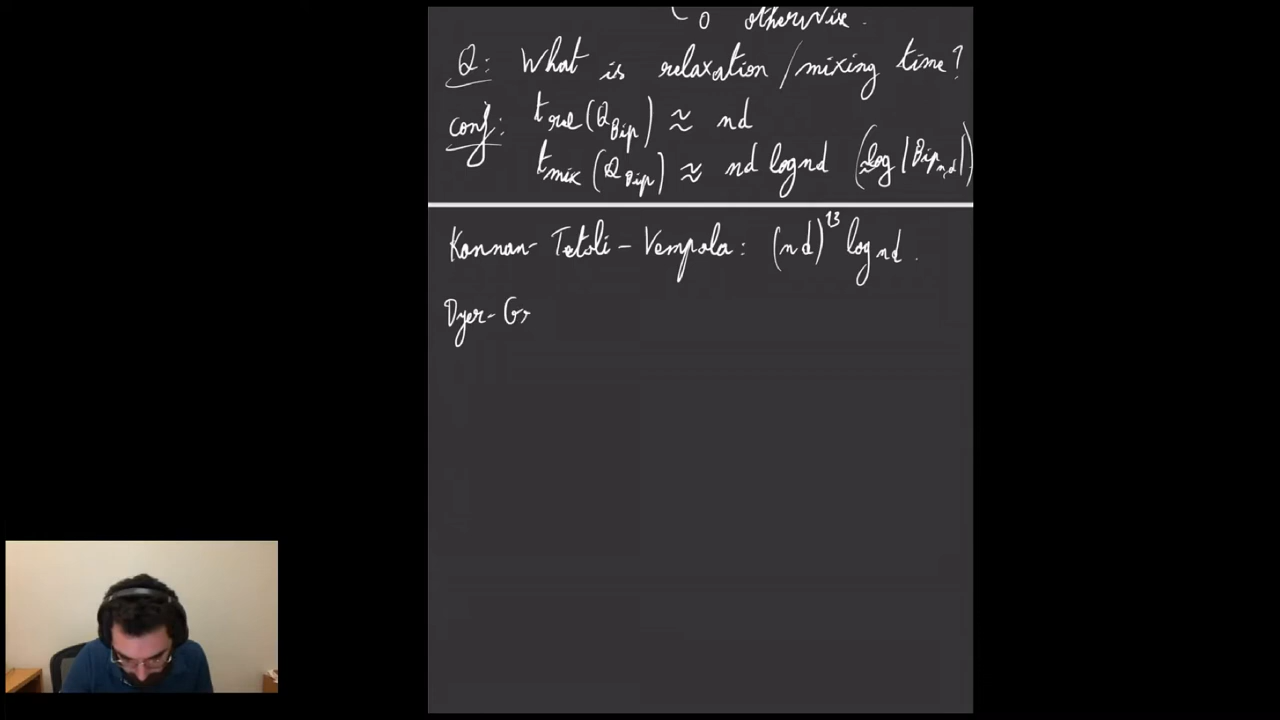 0 otherwise.
Q: What is relaxation / mixing time?
conj: t_rel(Q_Bip) ≈ nd
t_mix(Q_Bip) ≈ nd log nd (≈log |Bip_n,d|)
Kannan-Tetali-Vempala: (nd)^13 log nd.
Dyer-Gr